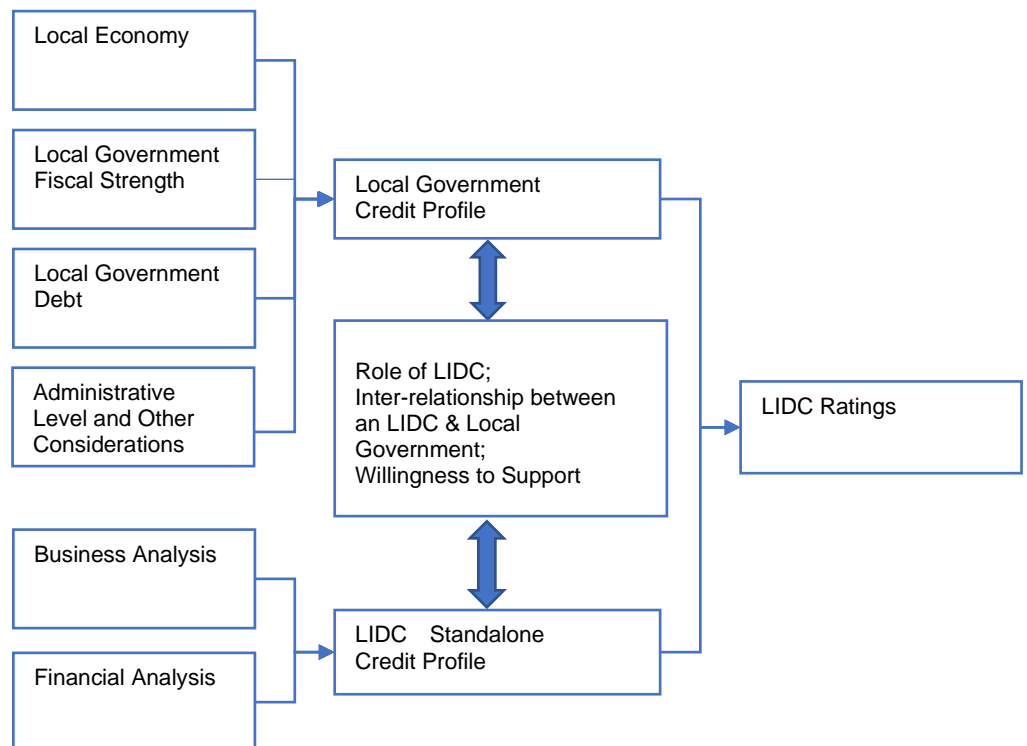 Local Economy
Local Government
Fiscal Strength
Local Government
Debt
Administrative
Level and Other
Considerations
Business Analysis
Financial Analysis
Local Government
Credit Profile
Role of LIDC;
Inter-relationship between
an LIDC & Local
Government;
Willingness to Support
LIDC Standalone
Credit Profile
LIDC Ratings